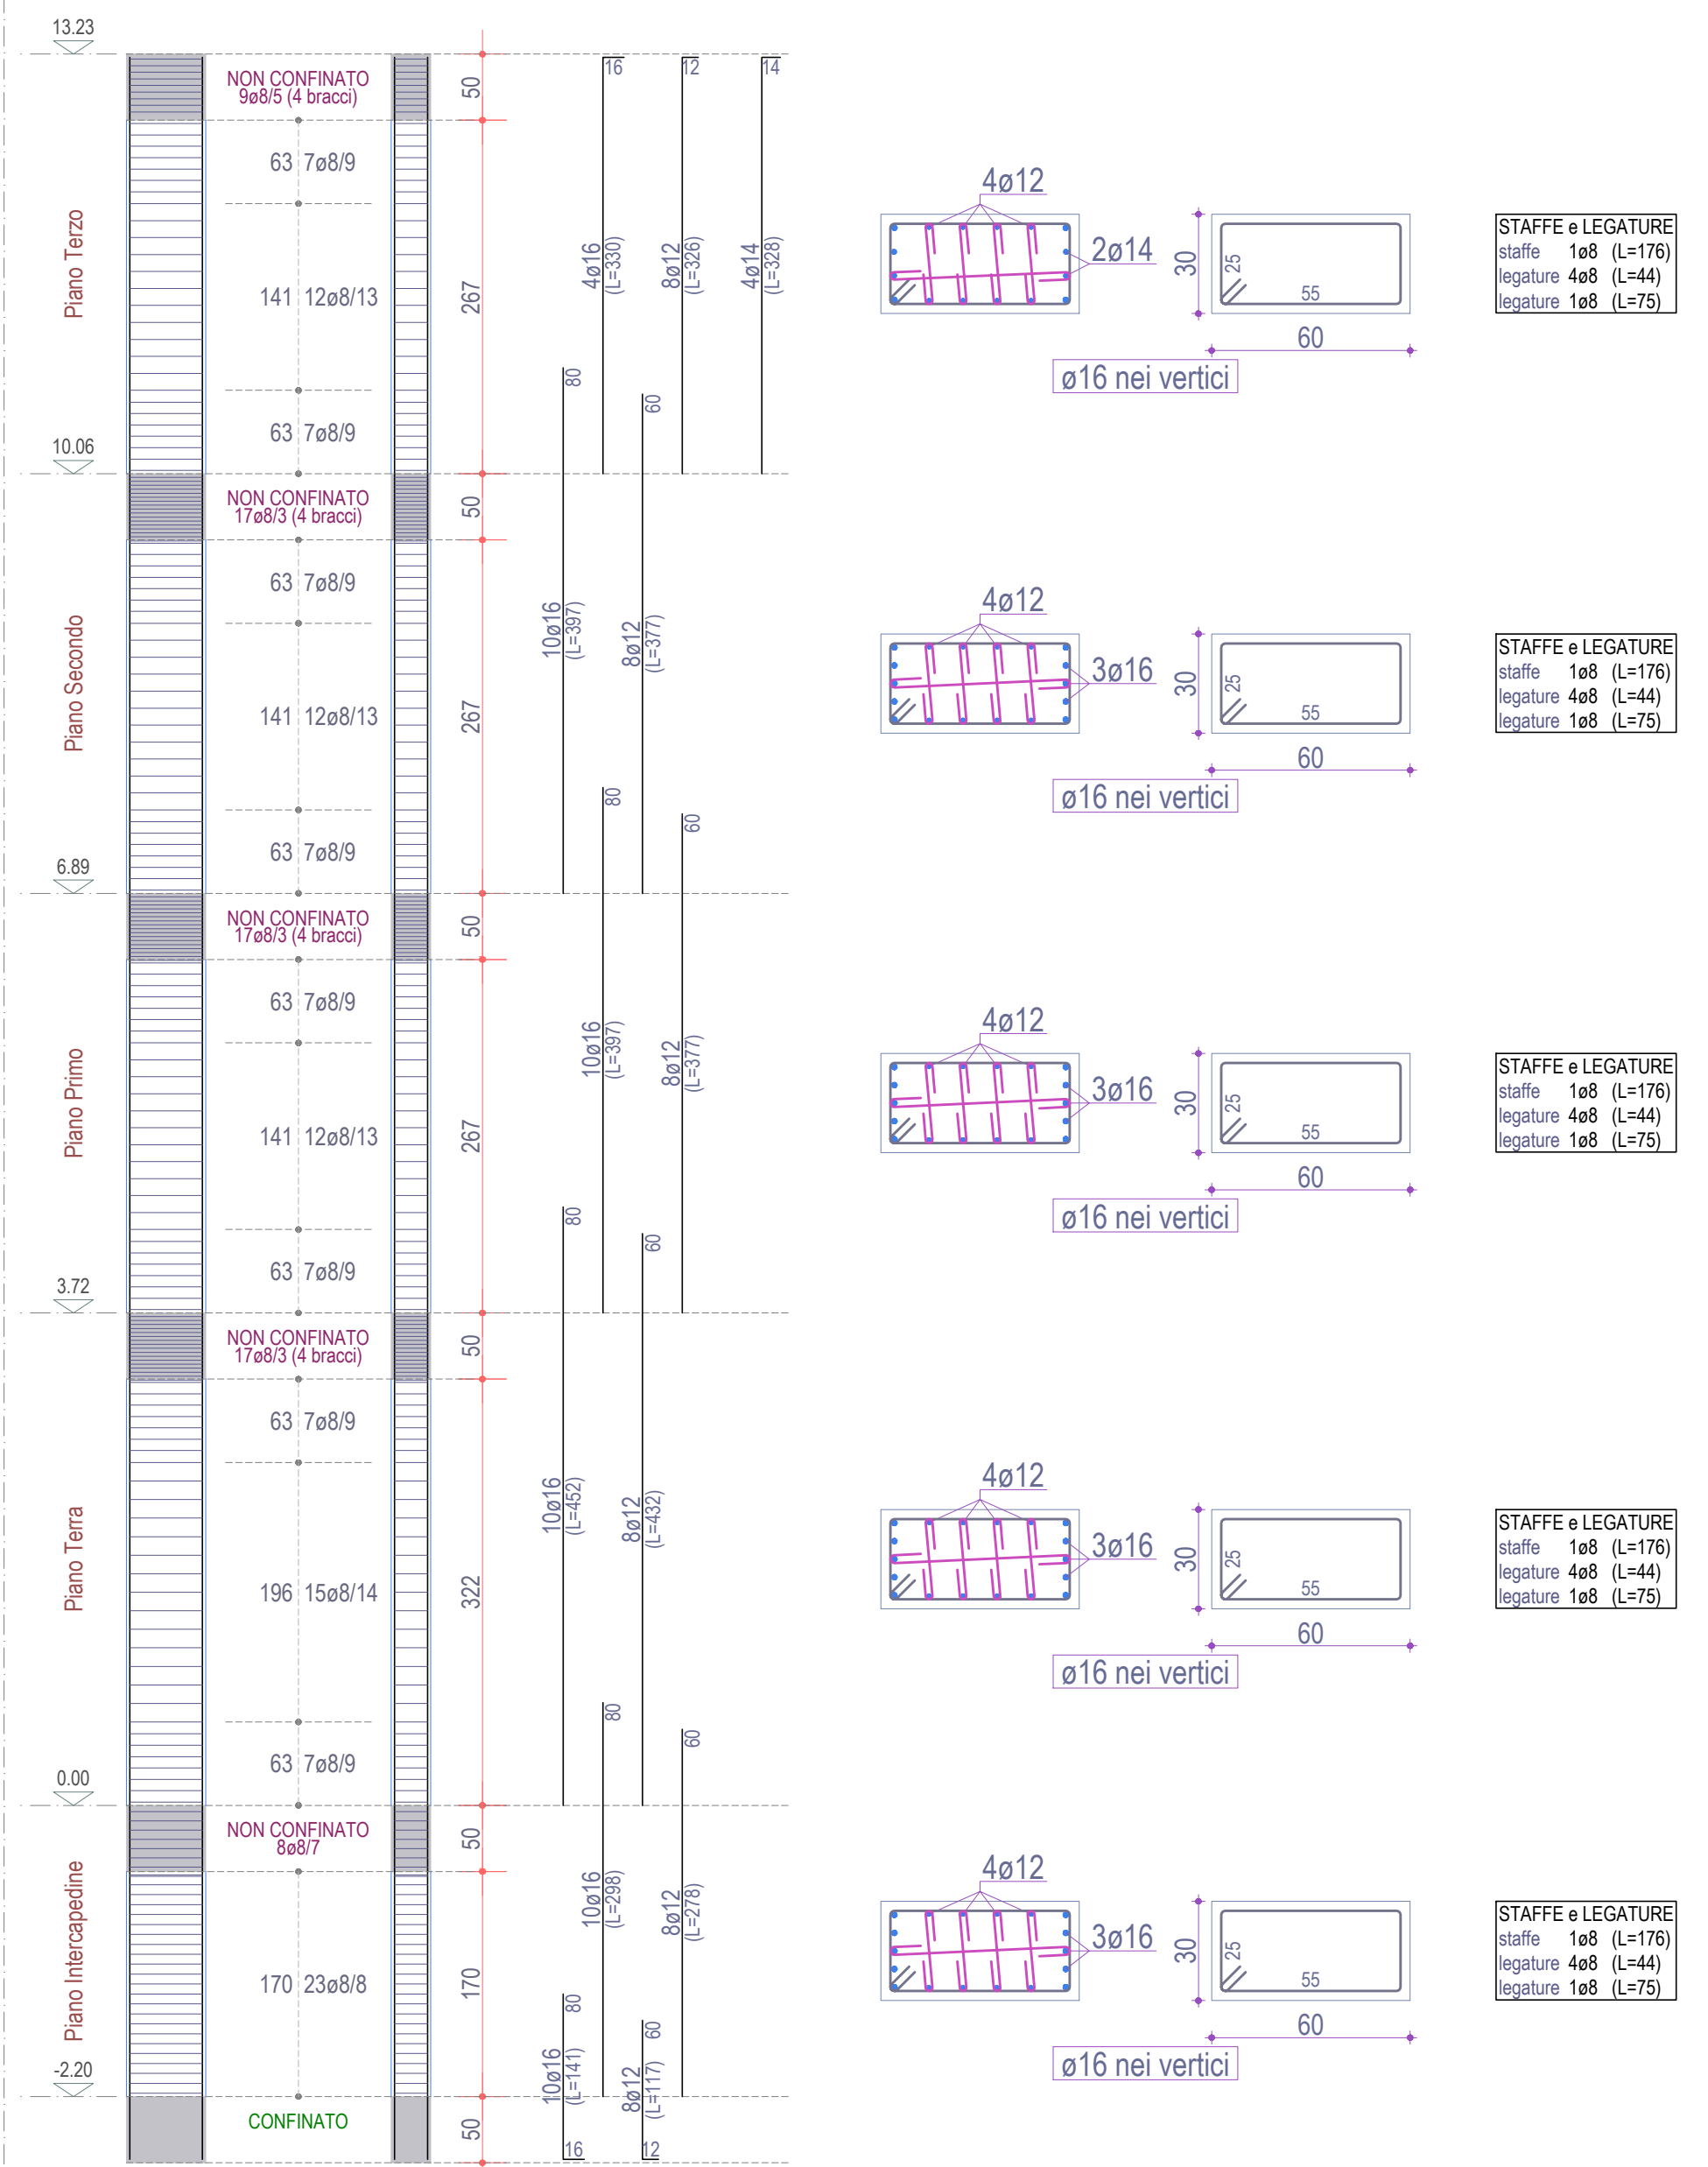 13.23
NON CONFINATO
9ø8/5 (4 bracci)
50
16
12
14
63 7ø8/9
Piano Terzo
141 12ø8/13
267
4ø16
(L=330)
8ø12
(L=326)
4ø14
(L=328)
80
60
63 7ø8/9
4ø12
2ø14
30
25
55
60
ø16 nei vertici
STAFFE e LEGATURE
staffe 1ø8 (L=176)
legature 4ø8 (L=44)
legature 1ø8 (L=75)
10.06
NON CONFINATO
17ø8/3 (4 bracci)
50
63 7ø8/9
Piano Secondo
141 12ø8/13
267
10ø16
(L=397)
8ø12
(L=377)
80
60
63 7ø8/9
4ø12
3ø16
30
25
55
60
ø16 nei vertici
STAFFE e LEGATURE
staffe 1ø8 (L=176)
legature 4ø8 (L=44)
legature 1ø8 (L=75)
6.89
NON CONFINATO
17ø8/3 (4 bracci)
50
63 7ø8/9
Piano Primo
141 12ø8/13
267
10ø16
(L=397)
8ø12
(L=377)
80
60
63 7ø8/9
4ø12
3ø16
30
25
55
60
ø16 nei vertici
STAFFE e LEGATURE
staffe 1ø8 (L=176)
legature 4ø8 (L=44)
legature 1ø8 (L=75)
3.72
NON CONFINATO
17ø8/3 (4 bracci)
50
63 7ø8/9
Piano Terra
196 15ø8/14
322
10ø16
(L=452)
8ø12
(L=432)
80
60
63 7ø8/9
4ø12
3ø16
30
25
55
60
ø16 nei vertici
STAFFE e LEGATURE
staffe 1ø8 (L=176)
legature 4ø8 (L=44)
legature 1ø8 (L=75)
0.00
NON CONFINATO
8ø8/7
50
Piano Intercapedine
170 23ø8/8
170
10ø16
(L=298)
8ø12
(L=278)
80
60
10ø16
(L=141)
8ø12
(L=117)
4ø12
3ø16
30
25
55
60
ø16 nei vertici
STAFFE e LEGATURE
staffe 1ø8 (L=176)
legature 4ø8 (L=44)
legature 1ø8 (L=75)
-2.20
CONFINATO
50
16
12